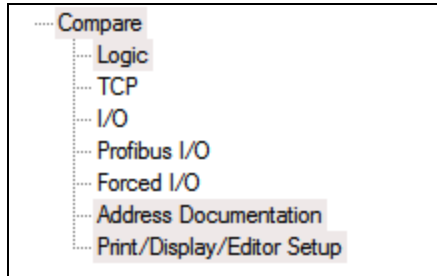 Compare
Logic
TCP
I/O
Profibus I/O
Forced I/O
Address Documentation
Print/Display/Editor Setup